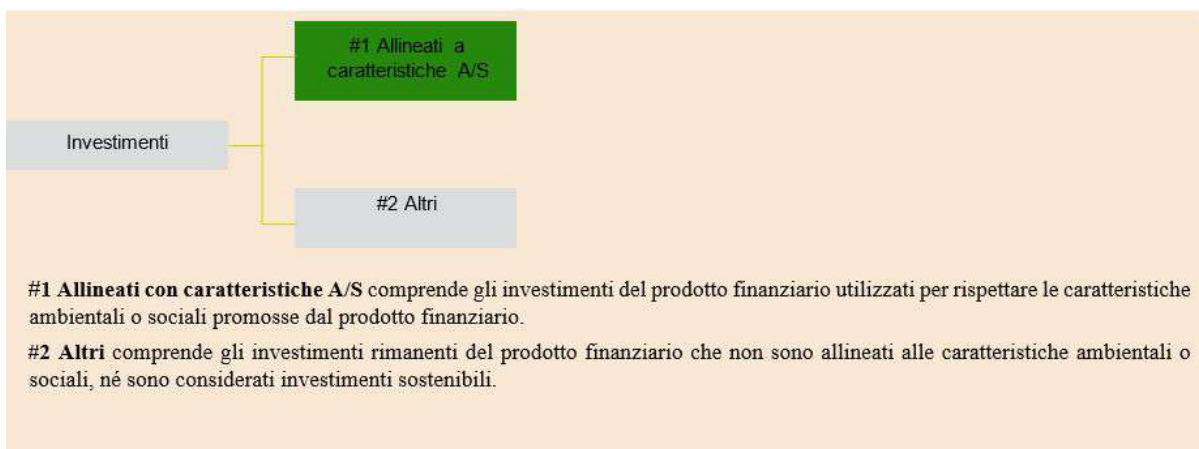 #1 Allineati a
caratteristiche A/S
Investimenti
#2 Altri
#1 Allineati con caratteristiche A/S comprende gli investimenti del prodotto finanziario utilizzati per rispettare le caratteristiche
ambientali o sociali promosse dal prodotto finanziario.
#2 Altri comprende gli investimenti rimanenti del prodotto finanziario che non sono allineati alle caratteristiche ambientali o
sociali, né sono considerati investimenti sostenibili.